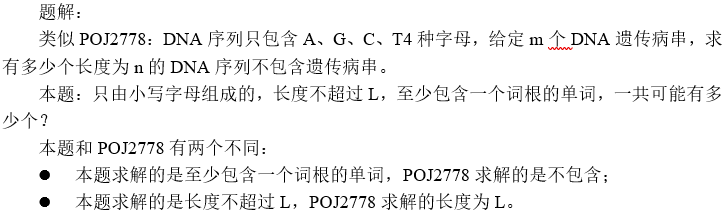 题解：
类似 POJ2778：DNA 序列只包含 A、G、C、T4 种字母，给定 m 个 DNA 遗传病串，求
有多少个长度为 n 的 DNA 序列不包含遗传病串。
本题：只由小写字母组成的，长度不超过 L，至少包含一个词根的单词，一共可能有多
少个？
本题和 POJ2778 有两个不同：
● 本题求解的是至少包含一个词根的单词，POJ2778 求解的是不包含；
● 本题求解的是长度不超过 L，POJ2778 求解的长度为 L。